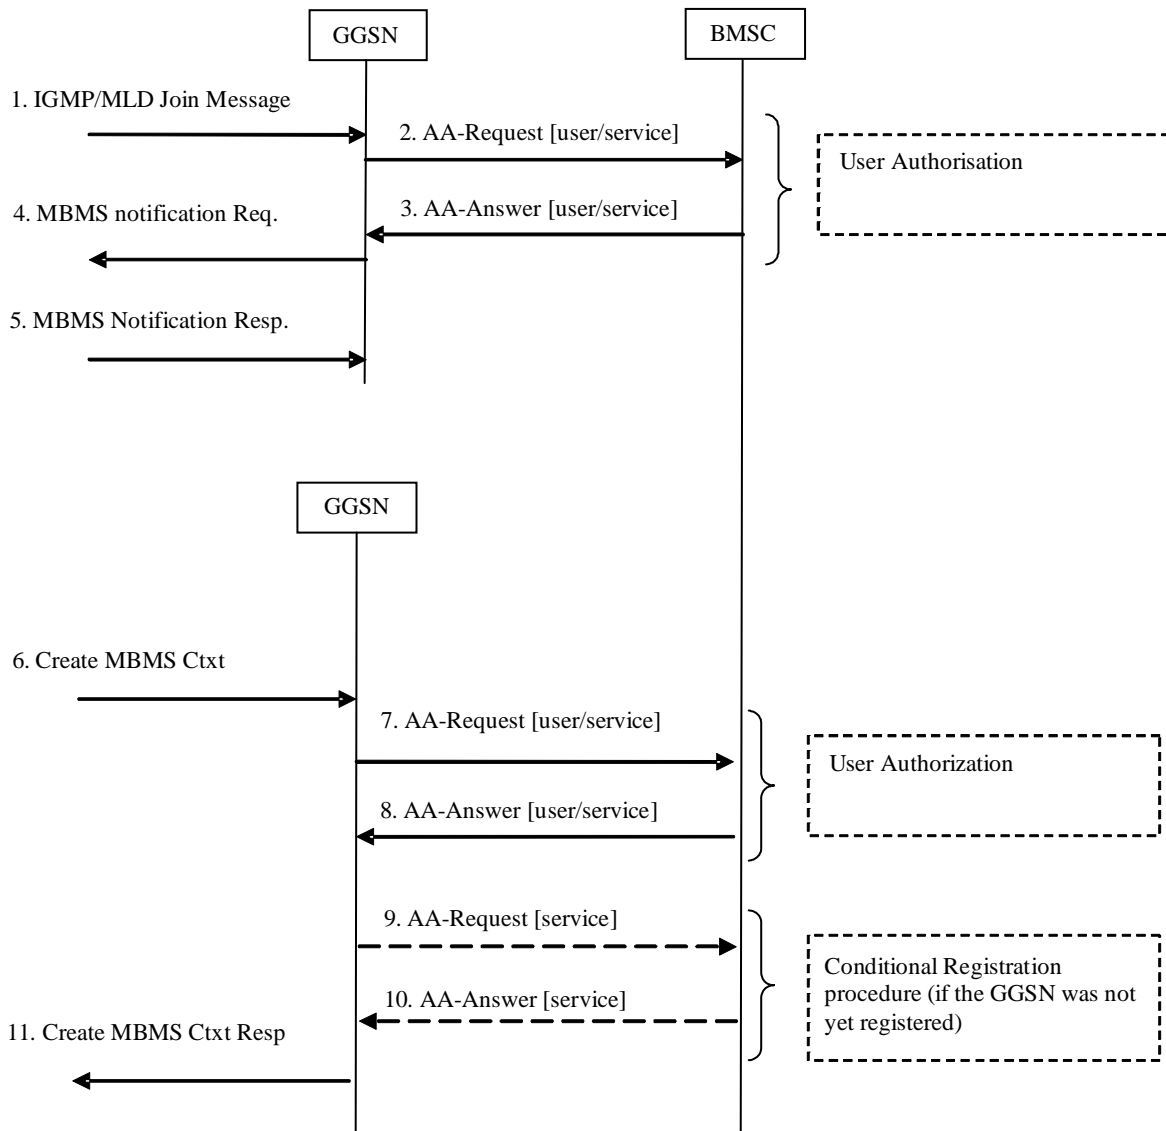 GGSN
BMSC
1. IGMP/MLD Join Message
2. AA-Request [user/service]
User Authorisation
4. MBMS notification Req.
3. AA-Answer [user/service]
5. MBMS Notification Resp.
GGSN
6. Create MBMS Ctxt
7. AA-Request [user/service]
User Authorization
8. AA-Answer [user/service]
9. AA-Request [service]
Conditional Registration
procedure (if the GGSN was not
yet registered)
10. AA-Answer [service]
11. Create MBMS Ctxt Resp